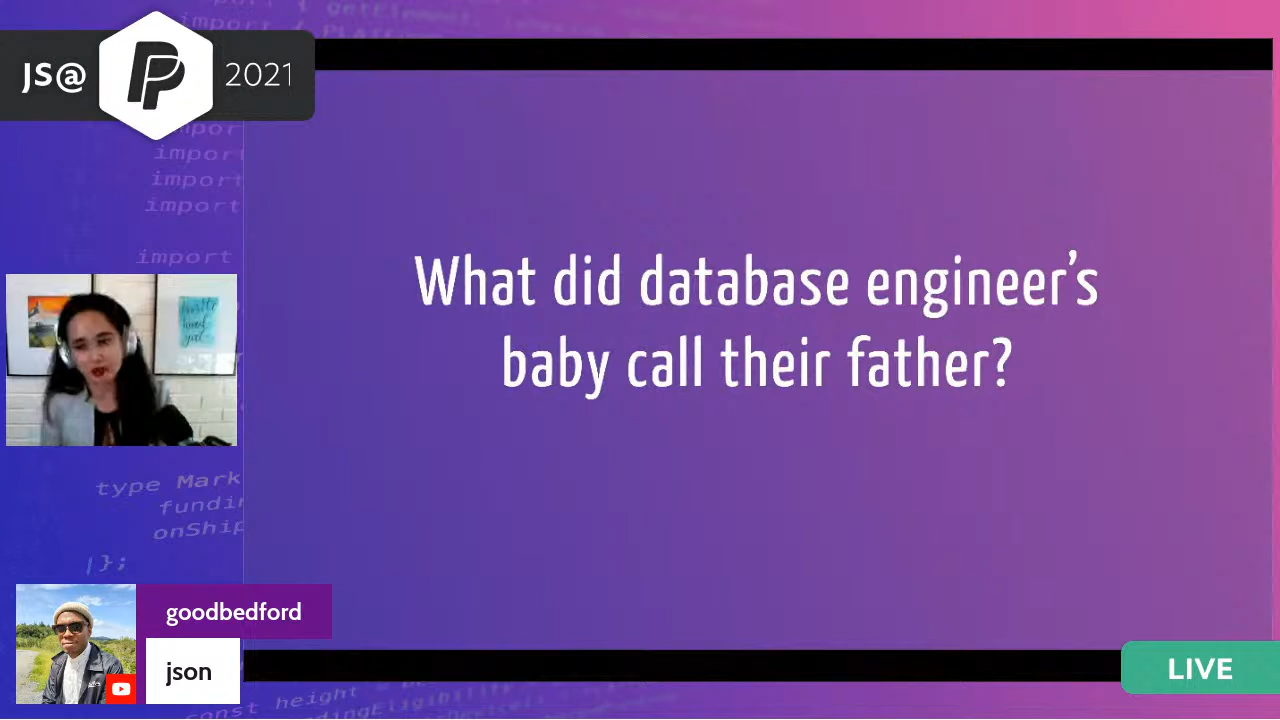 JS@ PP 2021
import
import
import
import
import
What did database engineer’s
baby call their father?
type Mark
fundin
onShip
|};
goodbedford
json
LIVE
const height =